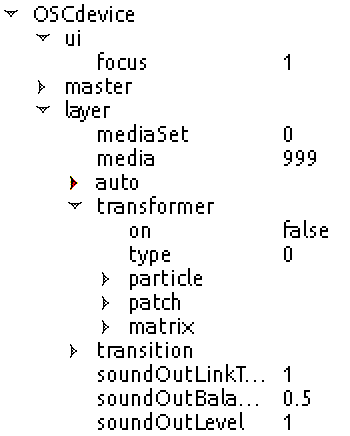 OSCdevice
ui
focus 1
master
layer
mediaSet 0
media 999
auto
transformer
on false
type 0
particle
patch
matrix
transition
soundOutLinkT... 1
soundOutBala... 0.5
soundOutLevel 1